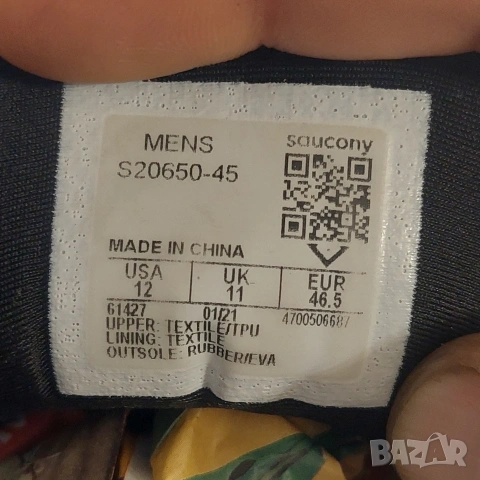 MENS
saucony
S20650-45
MADE IN CHINA
USA UK EUR
12 11 46.5
61427 01/21 4700506687
UPPER: TEXTILE/TPU
LINING: TEXTILE
OUTSOLE: RUBBER/EVA
BAZAR